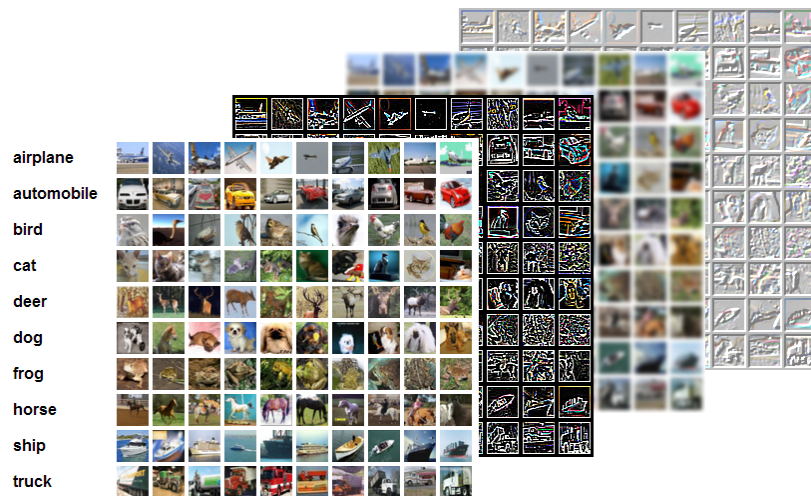 airplane
automobile
bird
cat
deer
dog
frog
horse
ship
truck